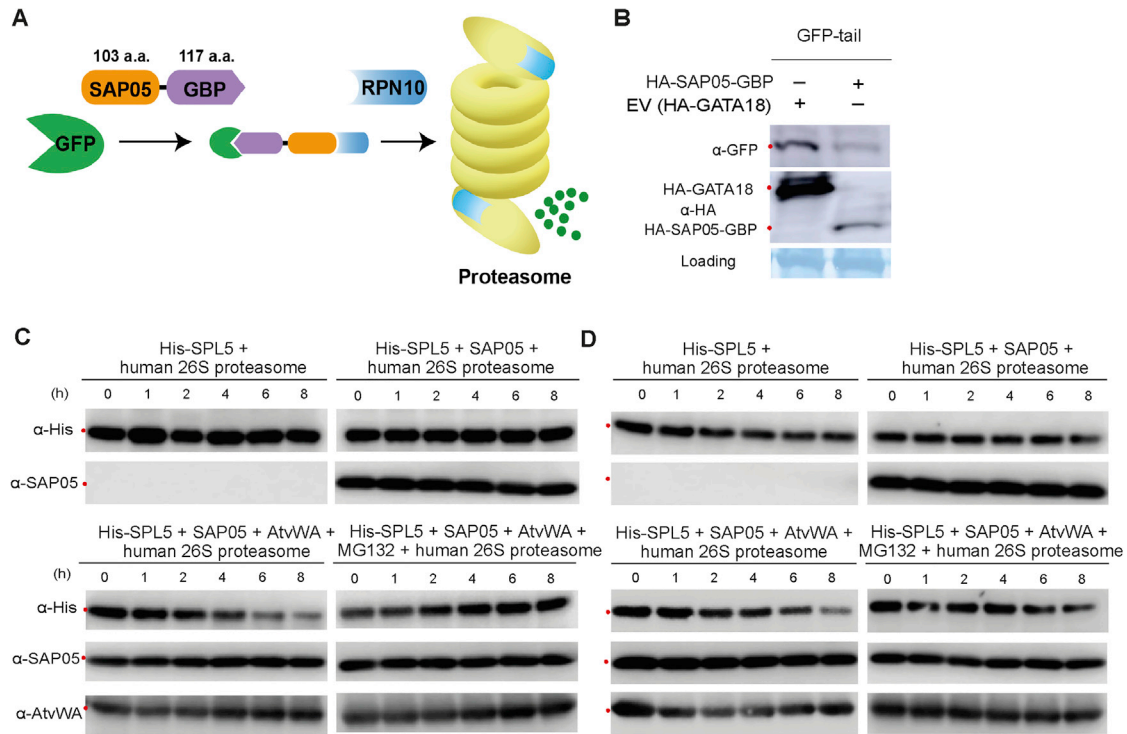 A
103 a.a. 117 a.a.
SAP05 GBP
RPN10
GFP
Proteasome
B
GFP-tail
HA-SAP05-GBP – +
EV (HA-GATA18) + –
α-GFP
HA-GATA18
α-HA
HA-SAP05-GBP
Loading
C
His-SPL5 +
human 26S proteasome
His-SPL5 + SAP05 +
human 26S proteasome
(h) 0 1 2 4 6 8 0 1 2 4 6 8
α-His
α-SAP05
His-SPL5 + SAP05 + AtvWA +
human 26S proteasome
His-SPL5 + SAP05 + AtvWA +
MG132 + human 26S proteasome
(h) 0 1 2 4 6 8 0 1 2 4 6 8
α-His
α-SAP05
α-AtvWA
D
His-SPL5 +
human 26S proteasome
His-SPL5 + SAP05 +
human 26S proteasome
0 1 2 4 6 8 0 1 2 4 6 8
His-SPL5 + SAP05 + AtvWA +
human 26S proteasome
His-SPL5 + SAP05 + AtvWA +
MG132 + human 26S proteasome
0 1 2 4 6 8 0 1 2 4 6 8